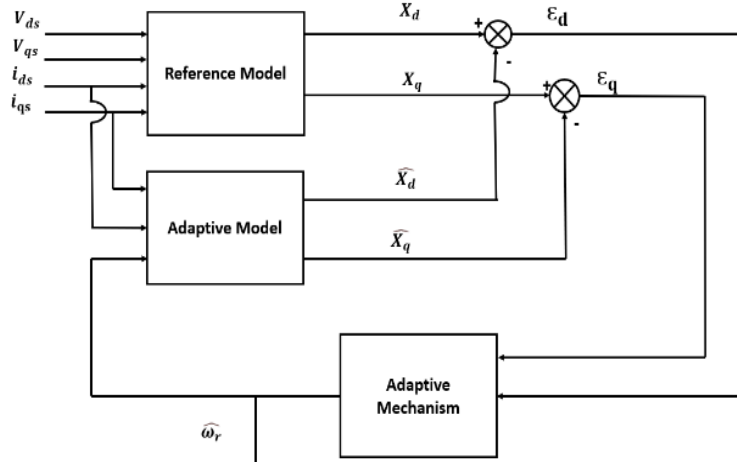 V_ds
V_qs
i_ds
i_qs
Reference Model
X_d
+
-
ε_d
X_q
+
-
ε_q
Adaptive Model
X̂_d
X̂_q
Adaptive
Mechanism
ω̂_r